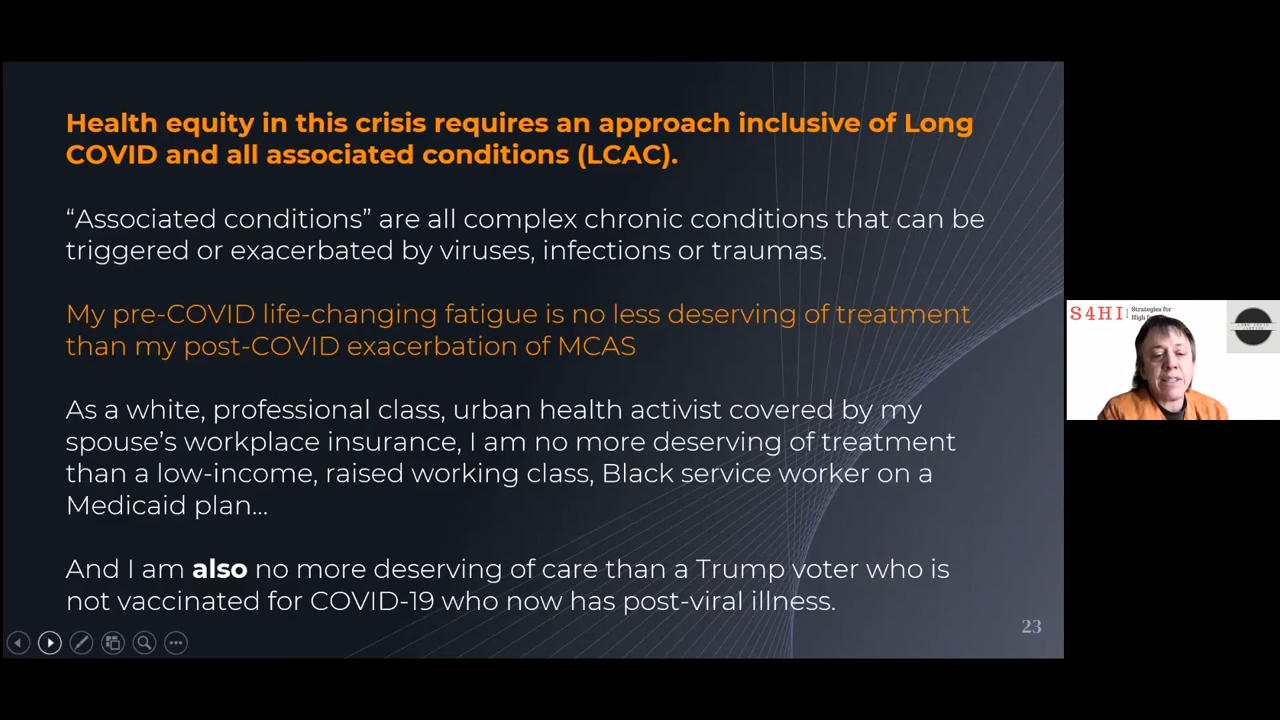 Health equity in this crisis requires an approach inclusive of Long
COVID and all associated conditions (LCAC).
“Associated conditions” are all complex chronic conditions that can be
triggered or exacerbated by viruses, infections or traumas.
My pre-COVID life-changing fatigue is no less deserving of treatment
than my post-COVID exacerbation of MCAS
As a white, professional class, urban health activist covered by my
spouse’s workplace insurance, I am no more deserving of treatment
than a low-income, raised working class, Black service worker on a
Medicaid plan...
And I am also no more deserving of care than a Trump voter who is
not vaccinated for COVID-19 who now has post-viral illness.
23
S4HI
Strategies for
High